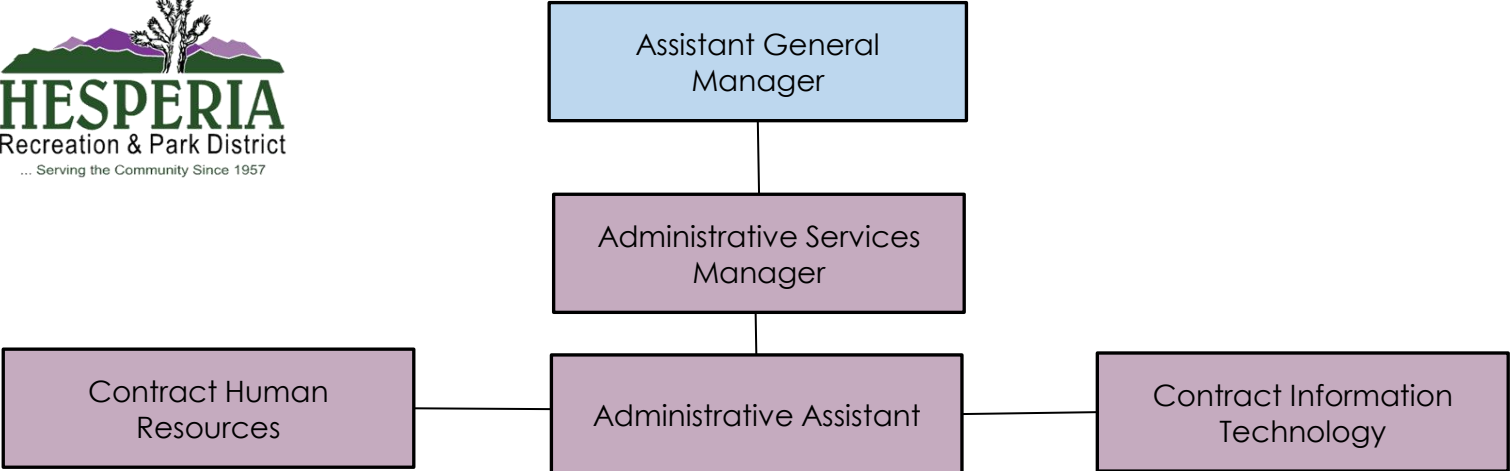 HESPERIA
Recreation & Park District
... Serving the Community Since 1957
Assistant General
Manager
Administrative Services
Manager
Contract Human
Resources
Administrative Assistant
Contract Information
Technology